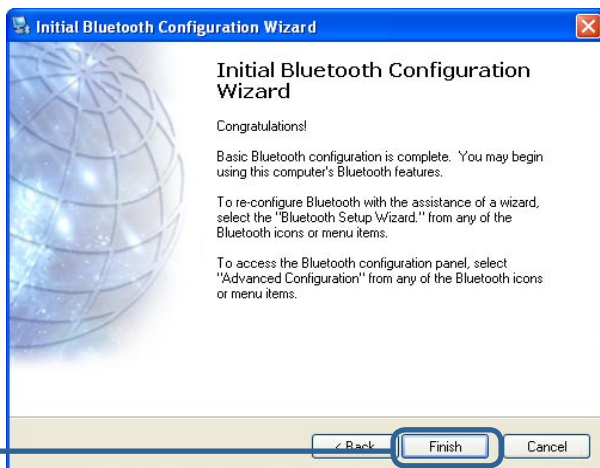 Initial Bluetooth Configuration Wizard
Initial Bluetooth Configuration
Wizard
Congratulations!
Basic Bluetooth configuration is complete. You may begin
using this computer's Bluetooth features.
To re-configure Bluetooth with the assistance of a wizard,
select the "Bluetooth Setup Wizard." from any of the
Bluetooth icons or menu items.
To access the Bluetooth configuration panel, select
"Advanced Configuration" from any of the Bluetooth icons
or menu items.
< Back Finish Cancel